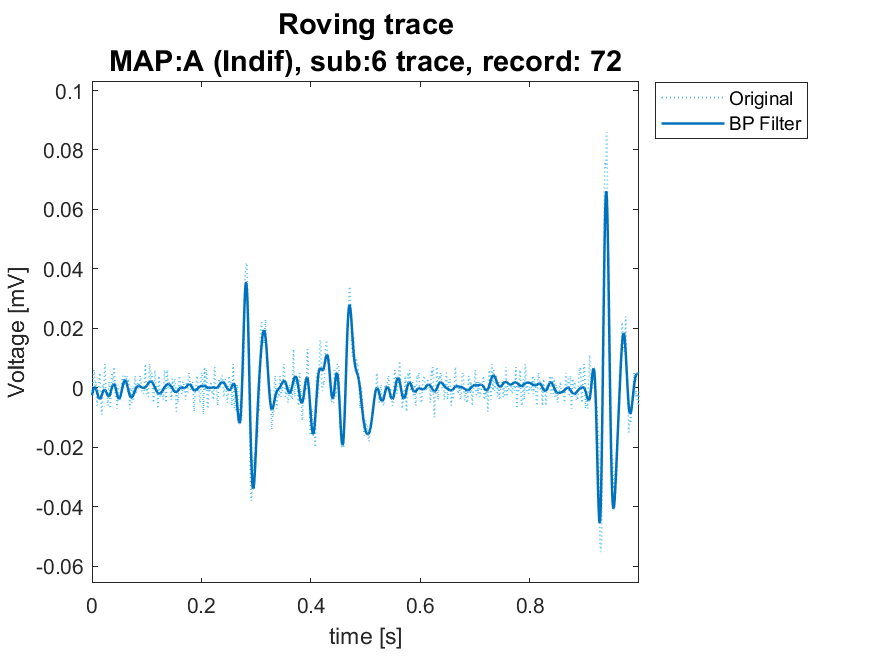 Roving trace
MAP:A (Indif), sub:6 trace, record: 72
Original
BP Filter
0.1
0.08
0.06
0.04
0.02
0
-0.02
-0.04
-0.06
Voltage [mV]
0 0.2 0.4 0.6 0.8
time [s]